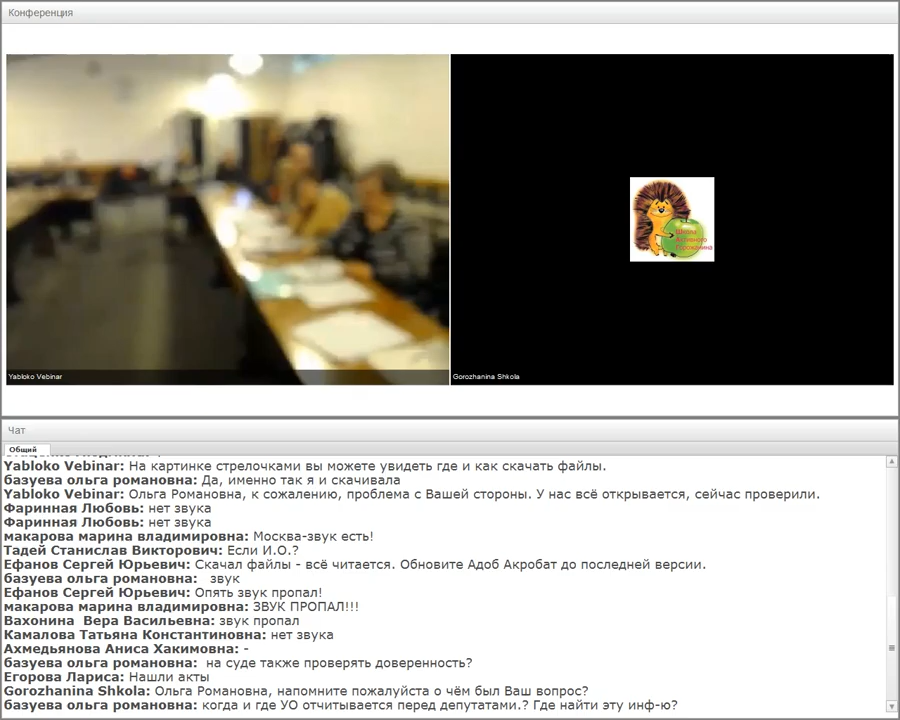 Конференция
Школа
Активного
Горожанина
Yabloko Vebinar
Gorozhanina Shkola
Чат
Общий
Yabloko Vebinar: На картинке стрелочками вы можете увидеть где и как скачать файлы.
базуева ольга романовна: Да, именно так я и скачивала
Yabloko Vebinar: Ольга Романовна, к сожалению, проблема с Вашей стороны. У нас всё открывается, сейчас проверили.
Фаринная Любовь: нет звука
Фаринная Любовь: нет звука
макарова марина владимировна: Москва-звук есть!
Тадей Станислав Викторович: Если И.О.?
Ефанов Сергей Юрьевич: Скачал файлы - всё читается. Обновите Адоб Акробат до последней версии.
базуева ольга романовна: звук
Ефанов Сергей Юрьевич: Опять звук пропал!
макарова марина владимировна: ЗВУК ПРОПАЛ!!!
Вахонина Вера Васильевна: звук пропал
Камалова Татьяна Константиновна: нет звука
Ахмедьянова Аниса Хакимовна: -
базуева ольга романовна: на суде также проверять доверенность?
Егорова Лариса: Нашли акты
Gorozhanina Shkola: Ольга Романовна, напомните пожалуйста о чём был Ваш вопрос?
базуева ольга романовна: когда и где УО отчитывается перед депутатами.? Где найти эту инф-ю?